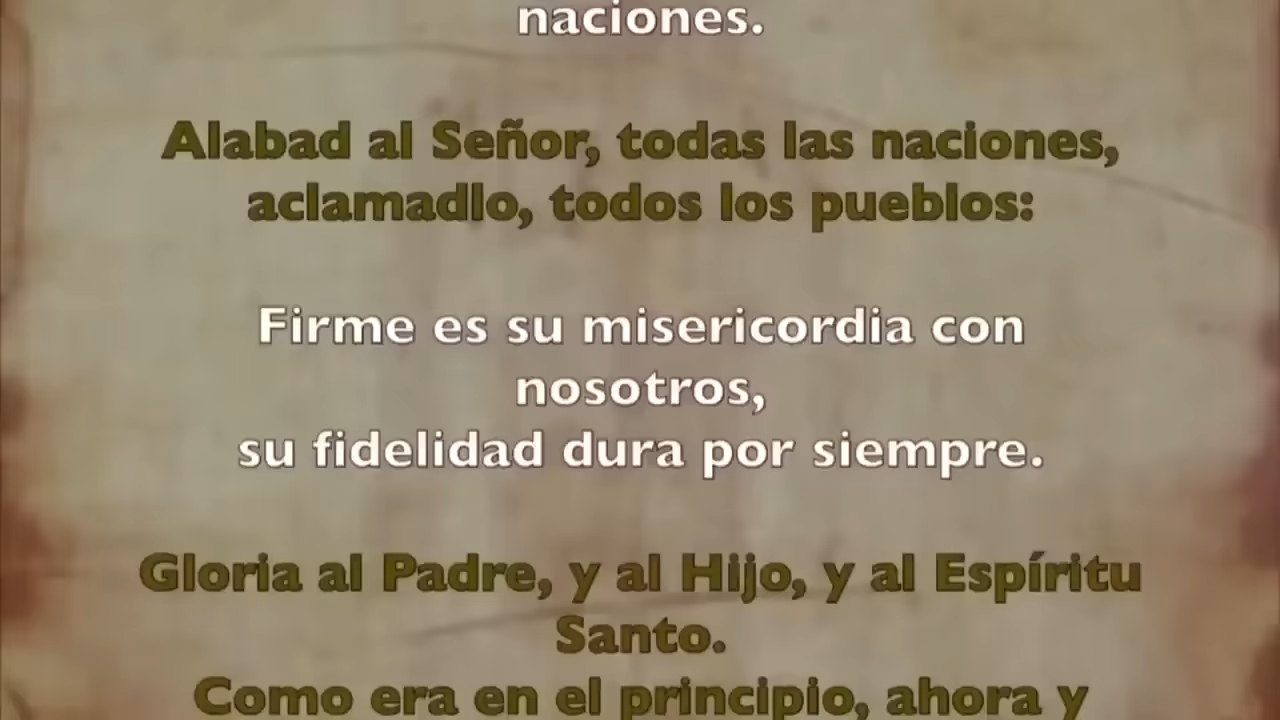 naciones.
Alabad al Señor, todas las naciones,
aclamadlo, todos los pueblos:
Firme es su misericordia con
nosotros,
su fidelidad dura por siempre.
Gloria al Padre, y al Hijo, y al Espíritu
Santo.
Como era en el principio, ahora y